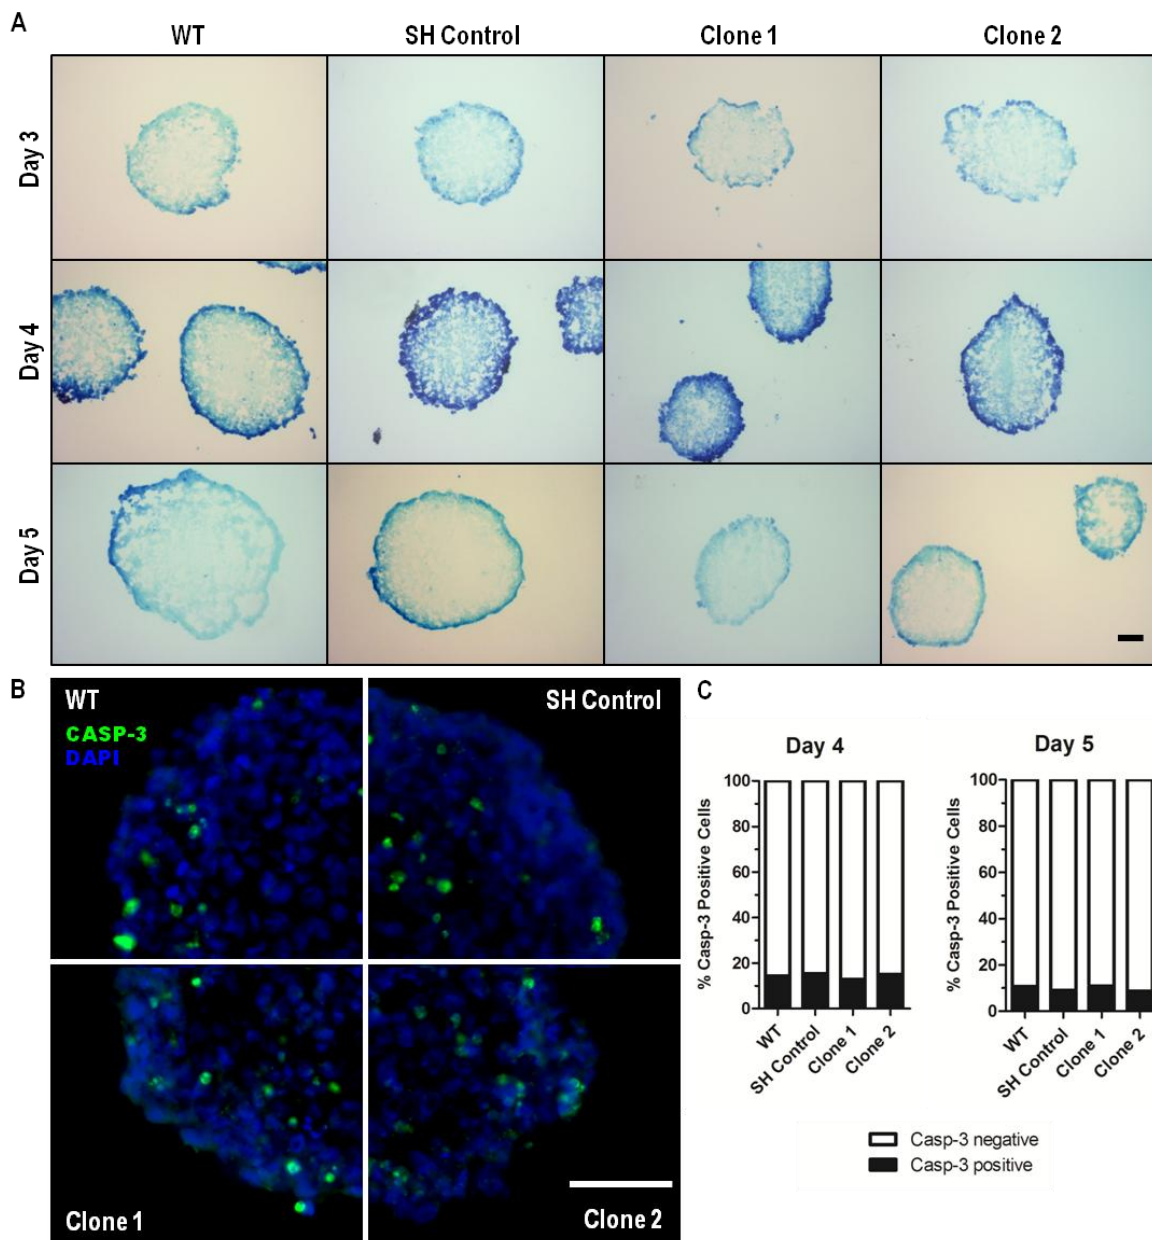 A
WT
SH Control
Clone 1
Clone 2
Day 3
Day 4
Day 5
B
WT
SH Control
CASP-3
DAPI
Clone 1
Clone 2
C
Day 4
% Casp-3 Positive Cells
100
80
60
40
20
0
WT
SH Control
Clone 1
Clone 2
Day 5
% Casp-3 Positive Cells
100
80
60
40
20
0
WT
SH Control
Clone 1
Clone 2
Casp-3 negative
Casp-3 positive